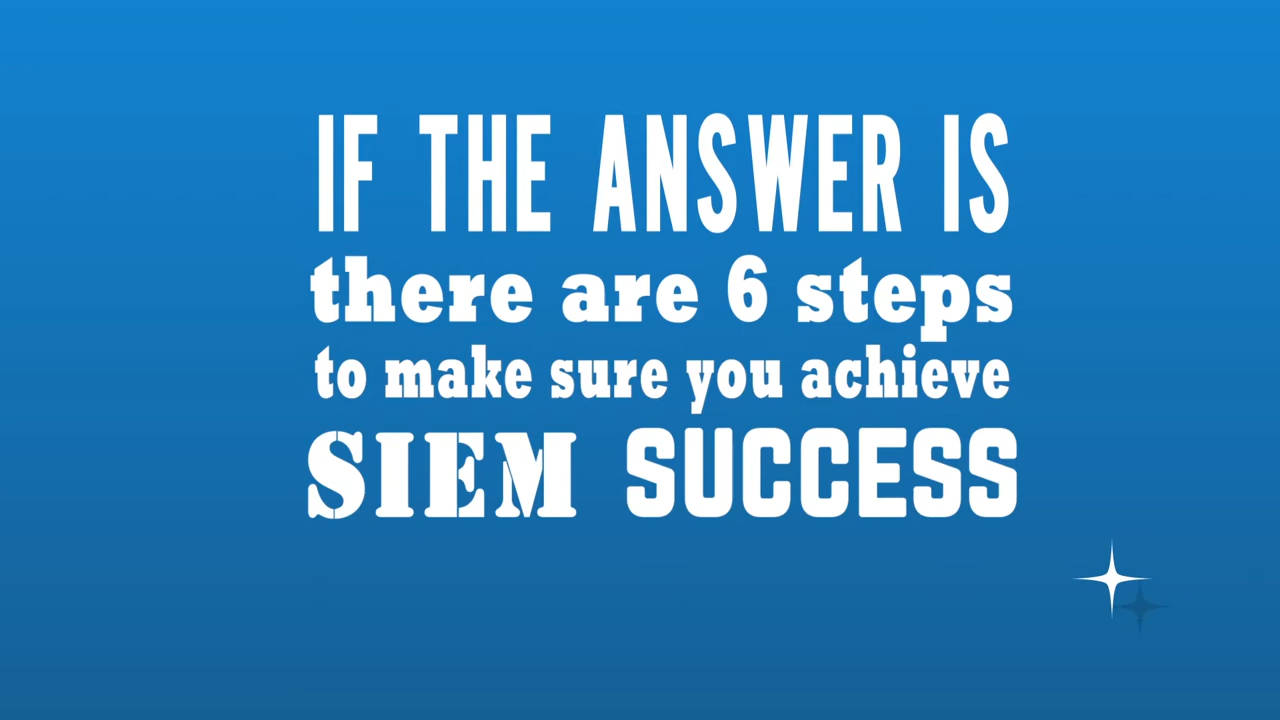 IF THE ANSWER IS
there are 6 steps
to make sure you achieve
SIEM SUCCESS